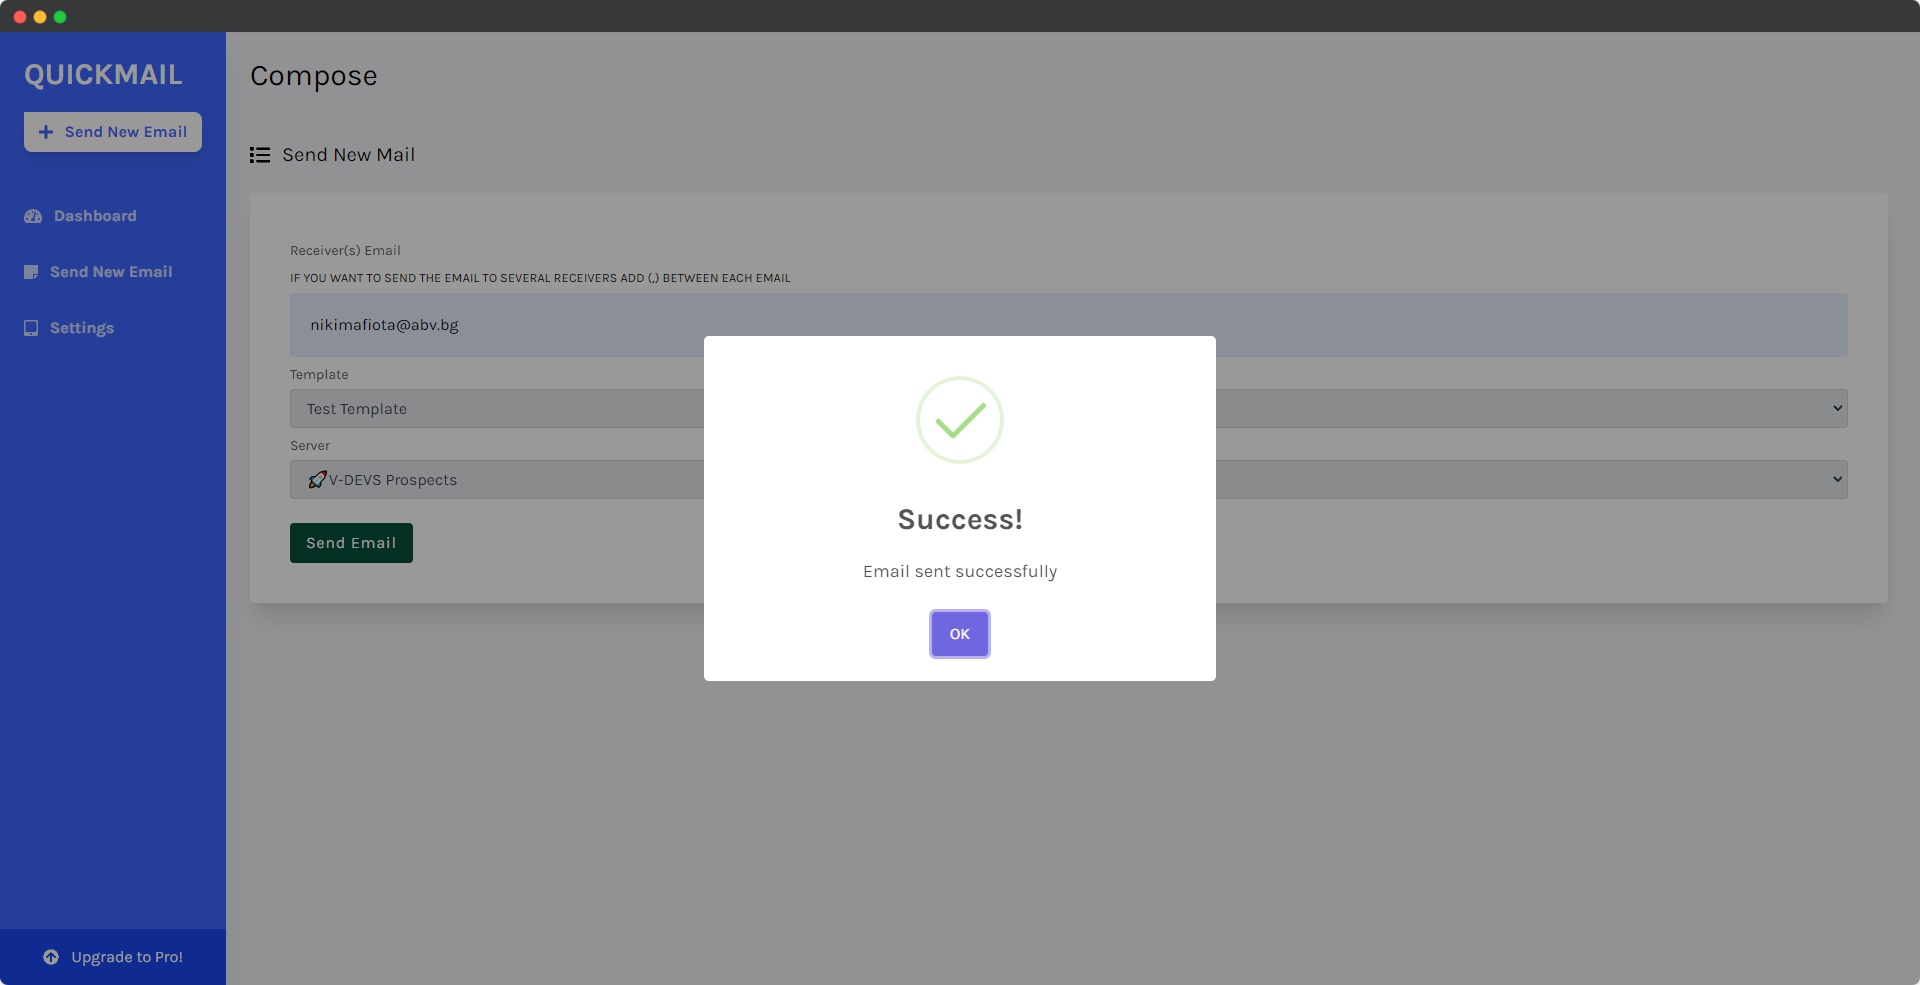 QUICKMAIL
Send New Email
Dashboard
Send New Email
Settings
Upgrade to Pro!
Compose
Send New Mail
Receiver(s) Email
IF YOU WANT TO SEND THE EMAIL TO SEVERAL RECEIVERS ADD (,) BETWEEN EACH EMAIL
nikimafiota@abv.bg
Template
Test Template
Server
🚀V-DEVS Prospects
Send Email
Success!
Email sent successfully
OK